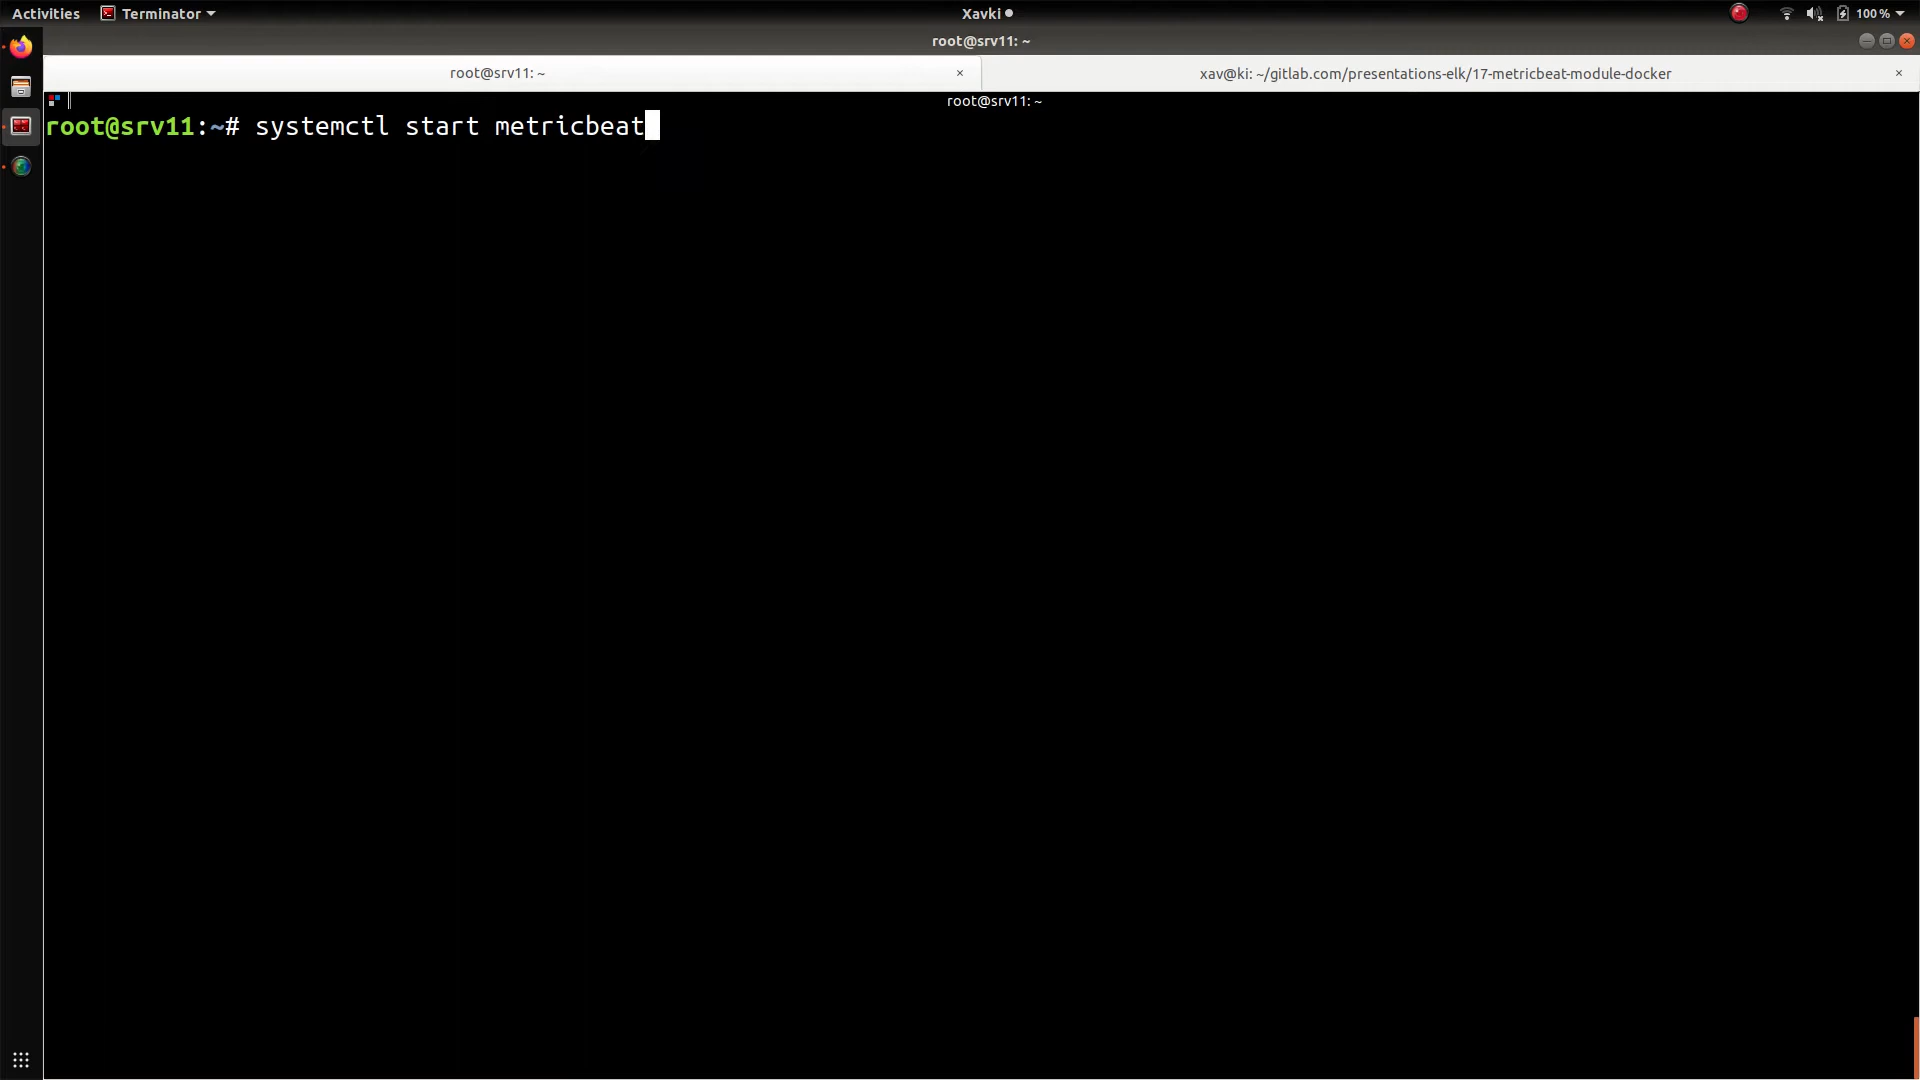 Activities Terminator Xavki 100%
root@srv11: ~
root@srv11: ~ × xav@ki: ~/gitlab.com/presentations-elk/17-metricbeat-module-docker ×
root@srv11: ~
root@srv11:~# systemctl start metricbeat